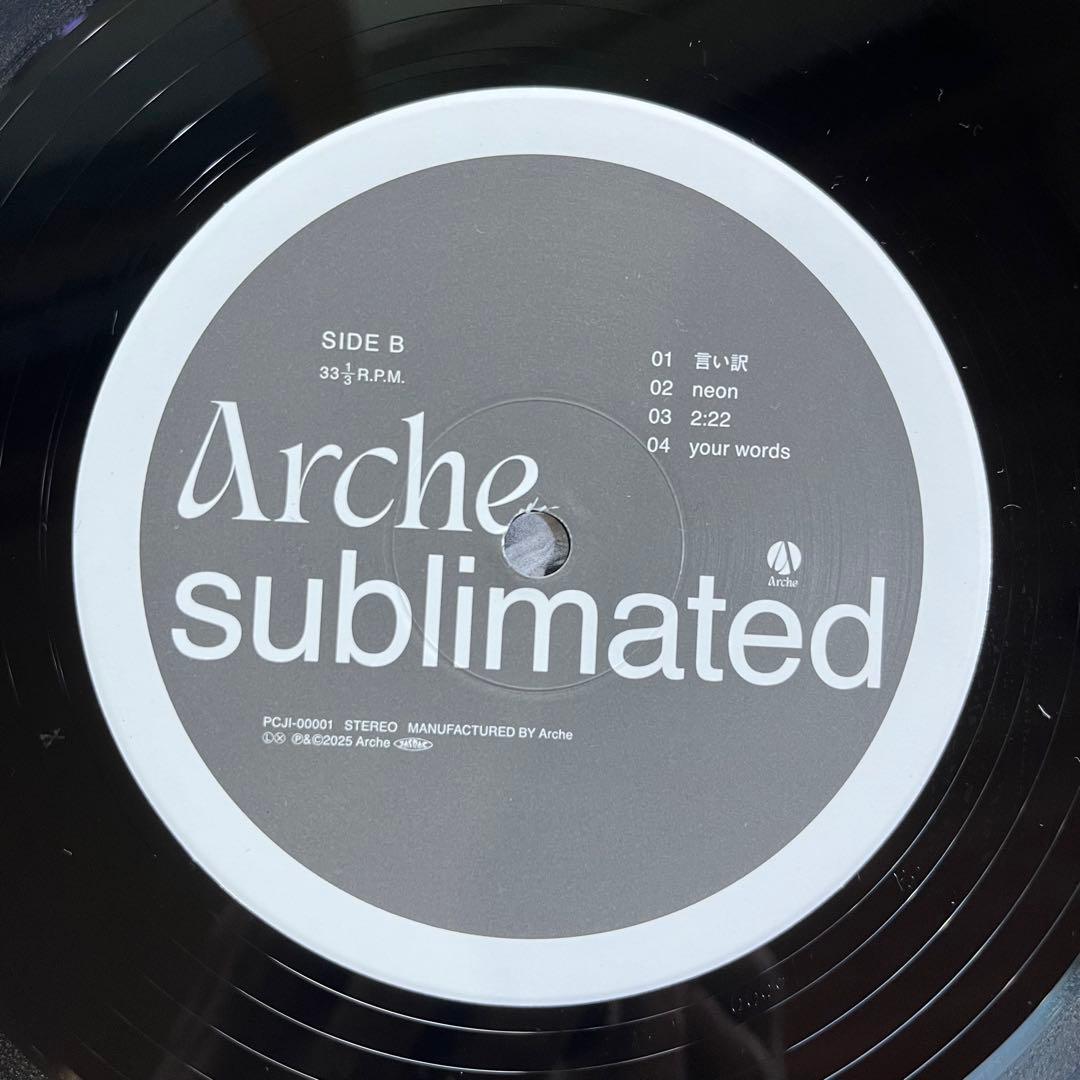 SIDE B
33 1/3 R.P.M.
Arche
sublimated
01 言い訳
02 neon
03 2:22
04 your words
Arche
PCJI-00001 STEREO MANUFACTURED BY Arche
Ⓛ Ⓧ ℗&©2025 Arche JASRAC